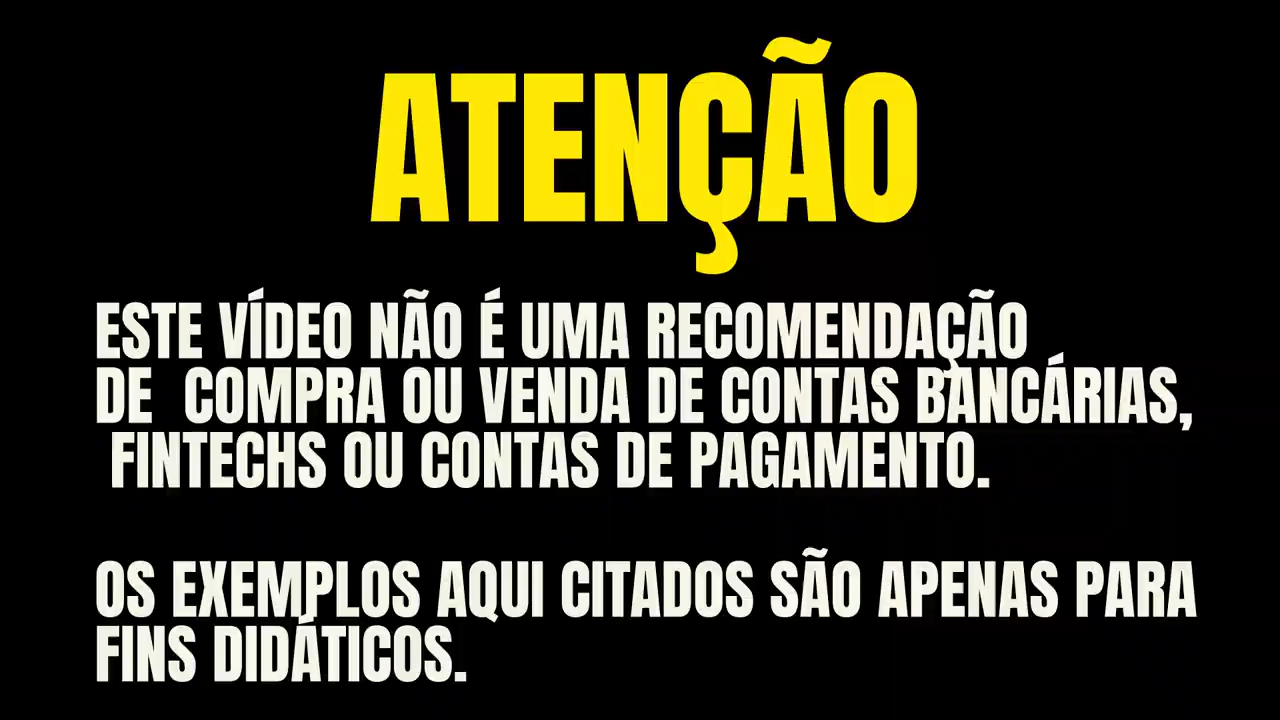 ATENÇÃO
ESTE VÍDEO NÃO É UMA RECOMENDAÇÃO
DE COMPRA OU VENDA DE CONTAS BANCÁRIAS,
FINTECHS OU CONTAS DE PAGAMENTO.
OS EXEMPLOS AQUI CITADOS SÃO APENAS PARA
FINS DIDÁTICOS.